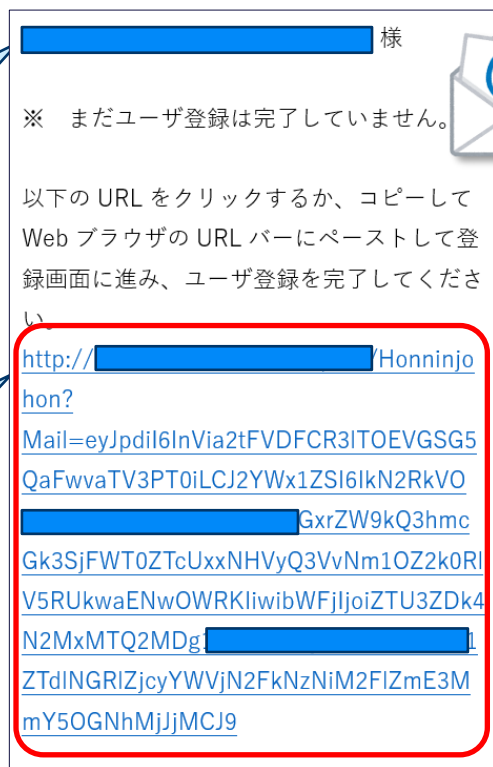 様
※　まだユーザ登録は完了していません。
以下の URL をクリックするか、コピーして
Web ブラウザの URL バーにペーストして登
録画面に進み、ユーザ登録を完了してくださ
い。
http:// /Honninjo
hon?
Mail=eyJpdiI6InVia2tFVDFCR3lTOEVGSG5
QaFwvaTV3PT0iLCJ2YWx1ZSI6IkN2RkVO
GxrZW9kQ3hmc
Gk3SjFWT0ZTcUxxNHVyQ3VvNm1OZ2k0Rl
V5RUkwaENwOWRKIiwibWFjIjoiZTU3ZDk4
N2MxMTQ2MDg1 1
ZTdlNGRlZjcyYWVjN2FkNzNiM2FlZmE3M
mY5OGNhMjJjMCJ9